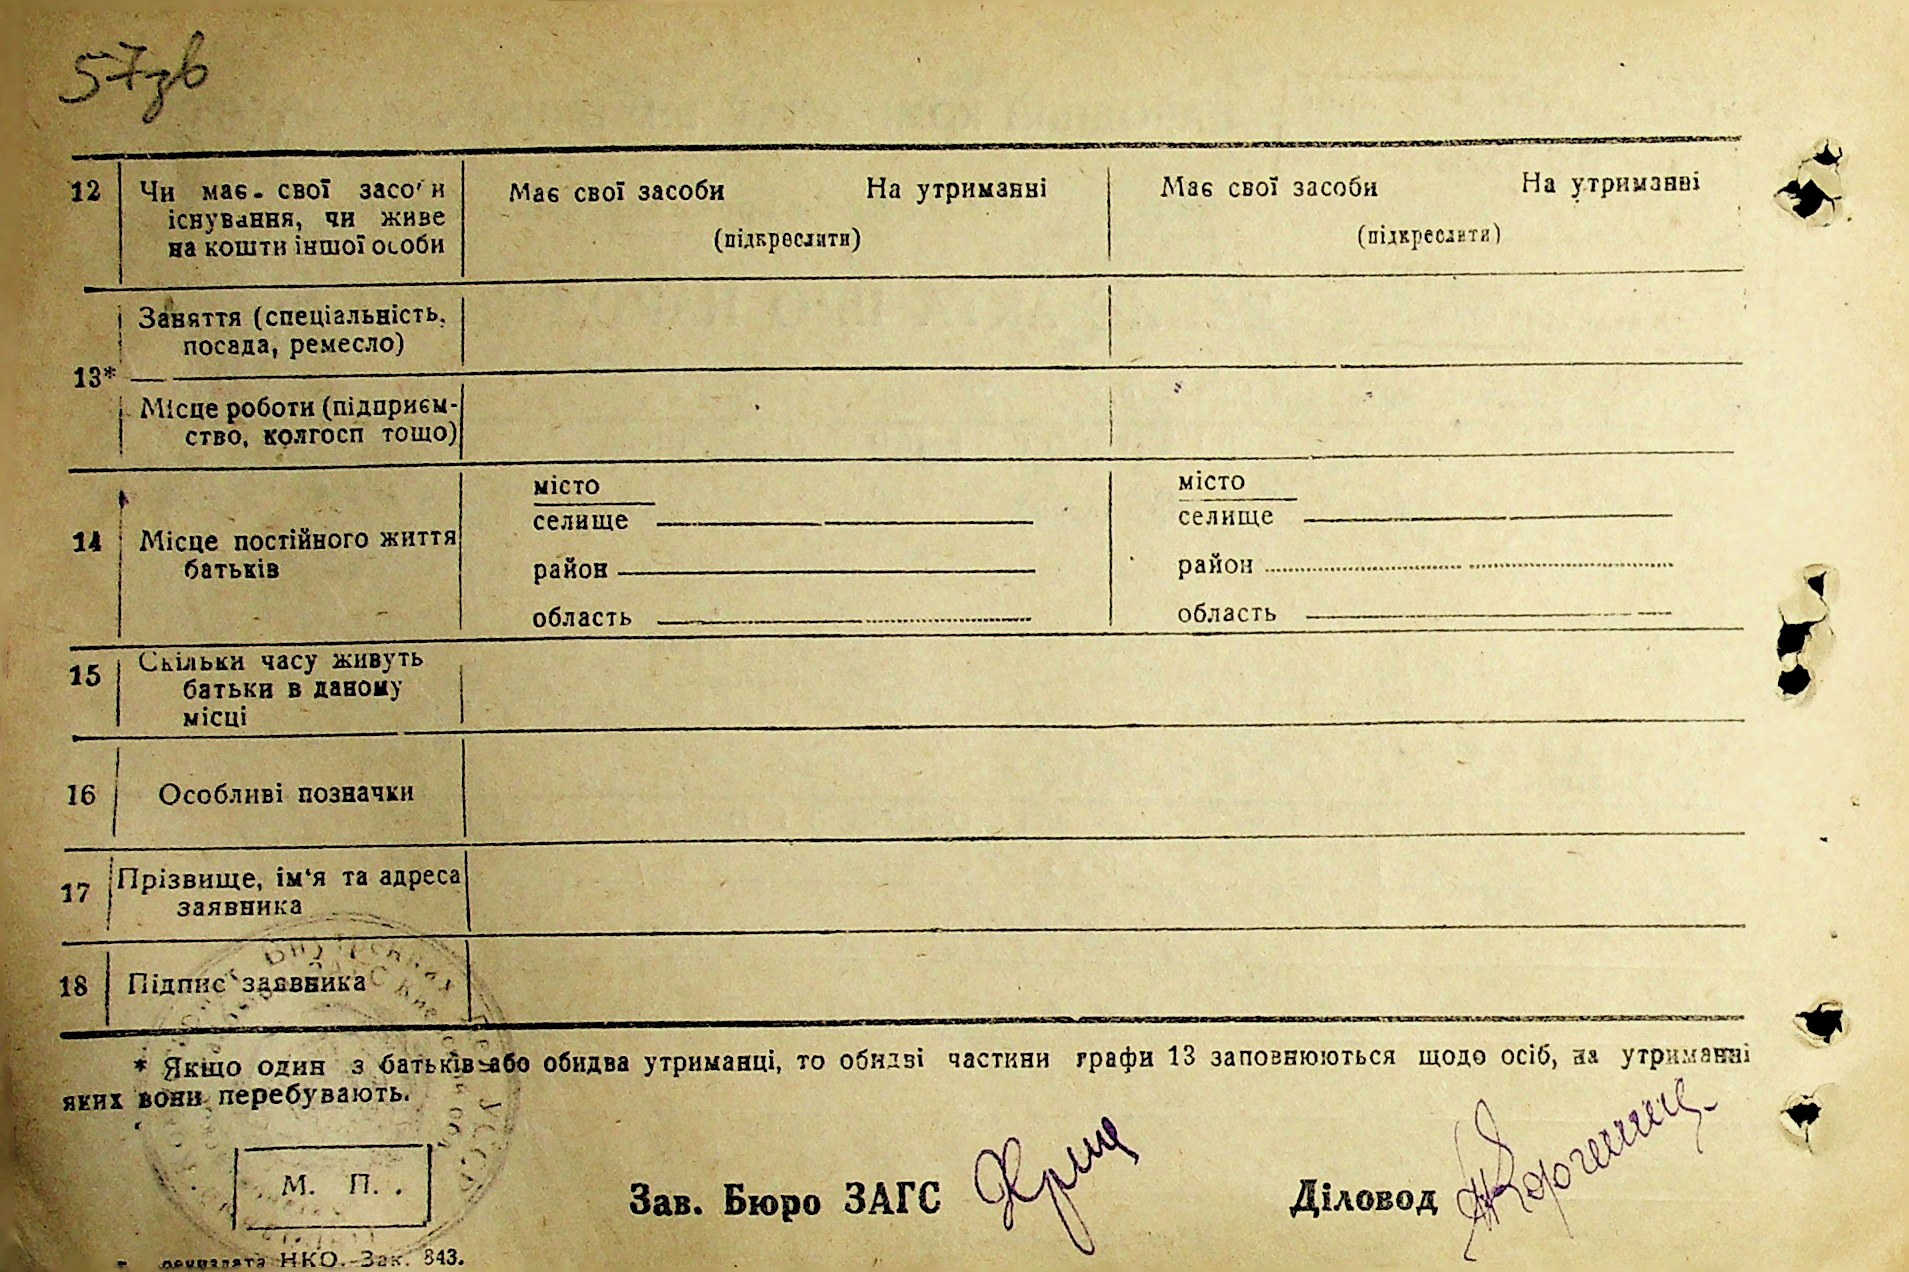 57зв
12 Чи має свої засоби Має свої засоби На утриманні Має свої засоби На утриманні
існування, чи живе (підкреслити) (підкреслити)
на кошти іншої особи
Заняття (спеціальність,
посада, ремесло)
13*
Місце роботи (підприєм-
ство, колгосп тощо)
місто місто
селище селище
14 Місце постійного життя
батьків район район
область область
15 Скільки часу живуть
батьки в даному
місці
16 Особливі позначки
17 Прізвище, ім'я та адреса
заявника
18 Підпис заявника
* Якщо один з батьків або обидва утриманці, то обидві частини графи 13 заповнюються щодо осіб, на утриманні
яких вони перебувають.
М. П.
Зав. Бюро ЗАГС Діловод
НКО.-Зак. 843.